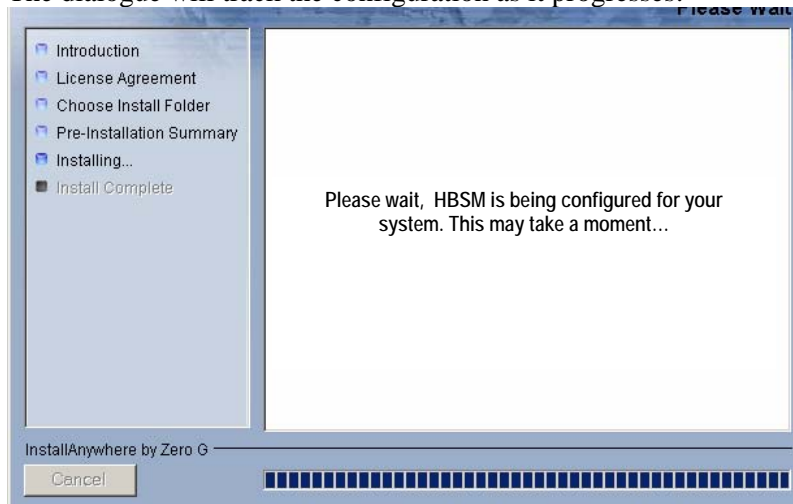 The dialogue will track the configuration as it progresses.
Please Wait
Introduction
License Agreement
Choose Install Folder
Pre-Installation Summary
Installing...
Install Complete
Please wait, HBSM is being configured for your
system. This may take a moment…
InstallAnywhere by Zero G
Cancel